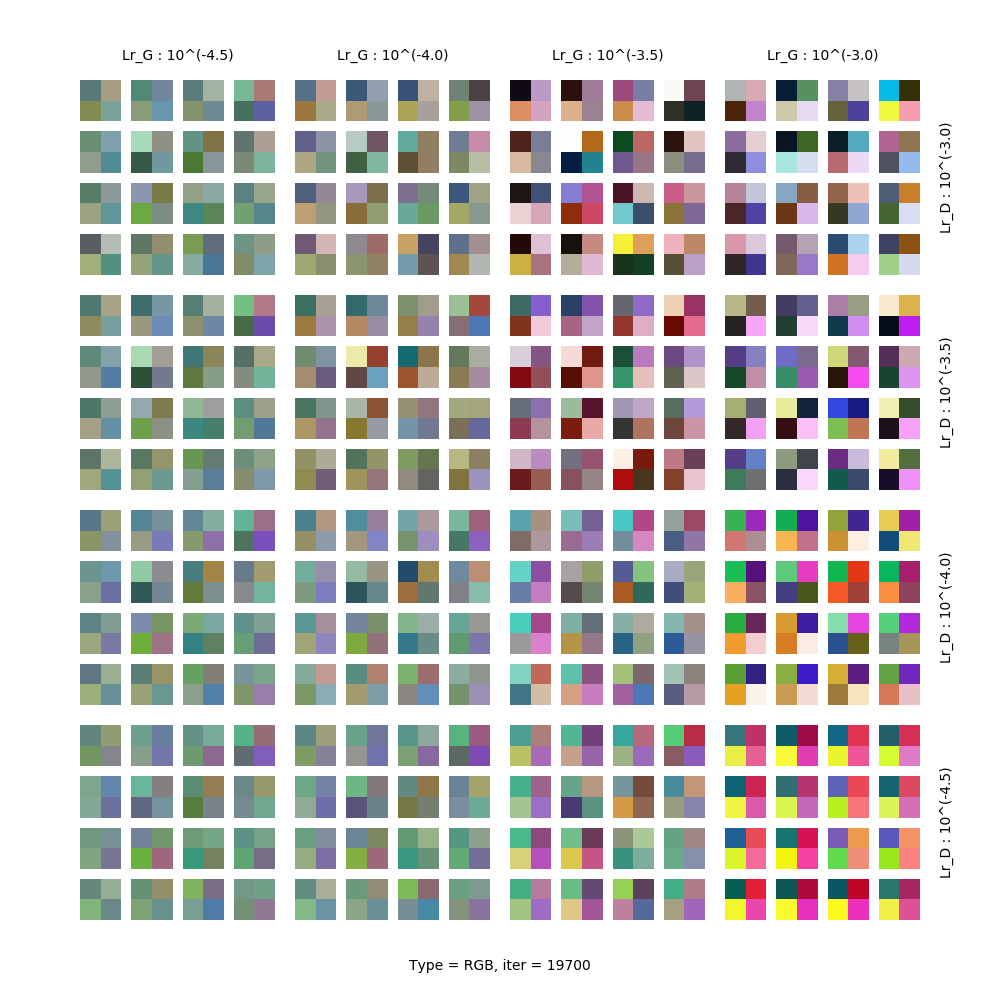 Lr_G : 10^(-4.5)
Lr_G : 10^(-4.0)
Lr_G : 10^(-3.5)
Lr_G : 10^(-3.0)
Lr_D : 10^(-3.0)
Lr_D : 10^(-3.5)
Lr_D : 10^(-4.0)
Lr_D : 10^(-4.5)
Type = RGB, iter = 19700